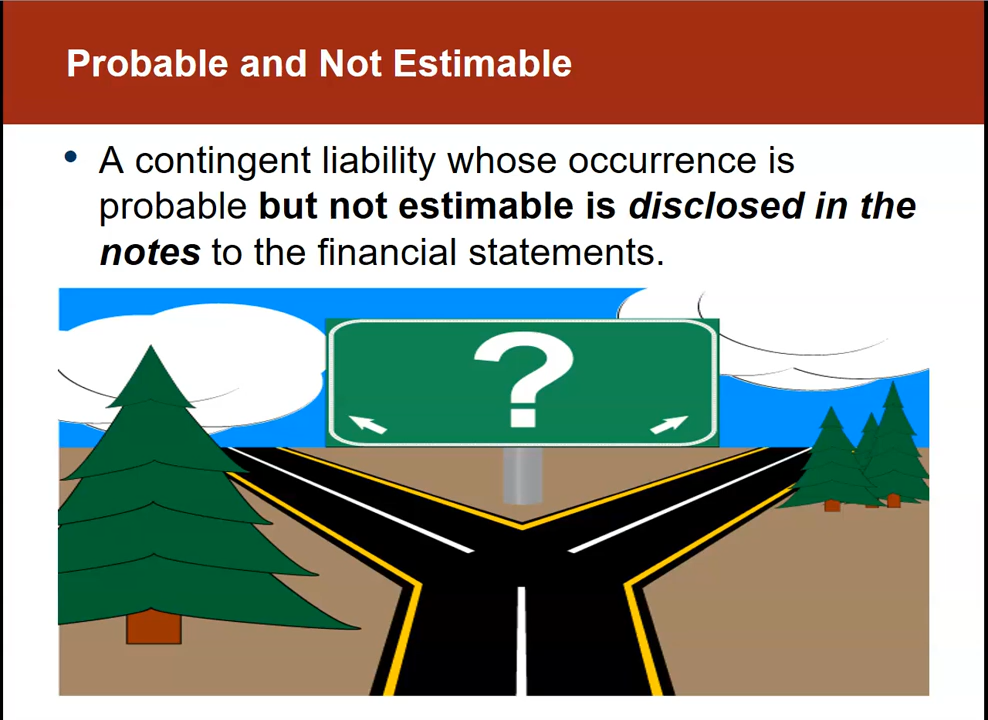 Probable and Not Estimable
• A contingent liability whose occurrence is
probable but not estimable is disclosed in the
notes to the financial statements.
?